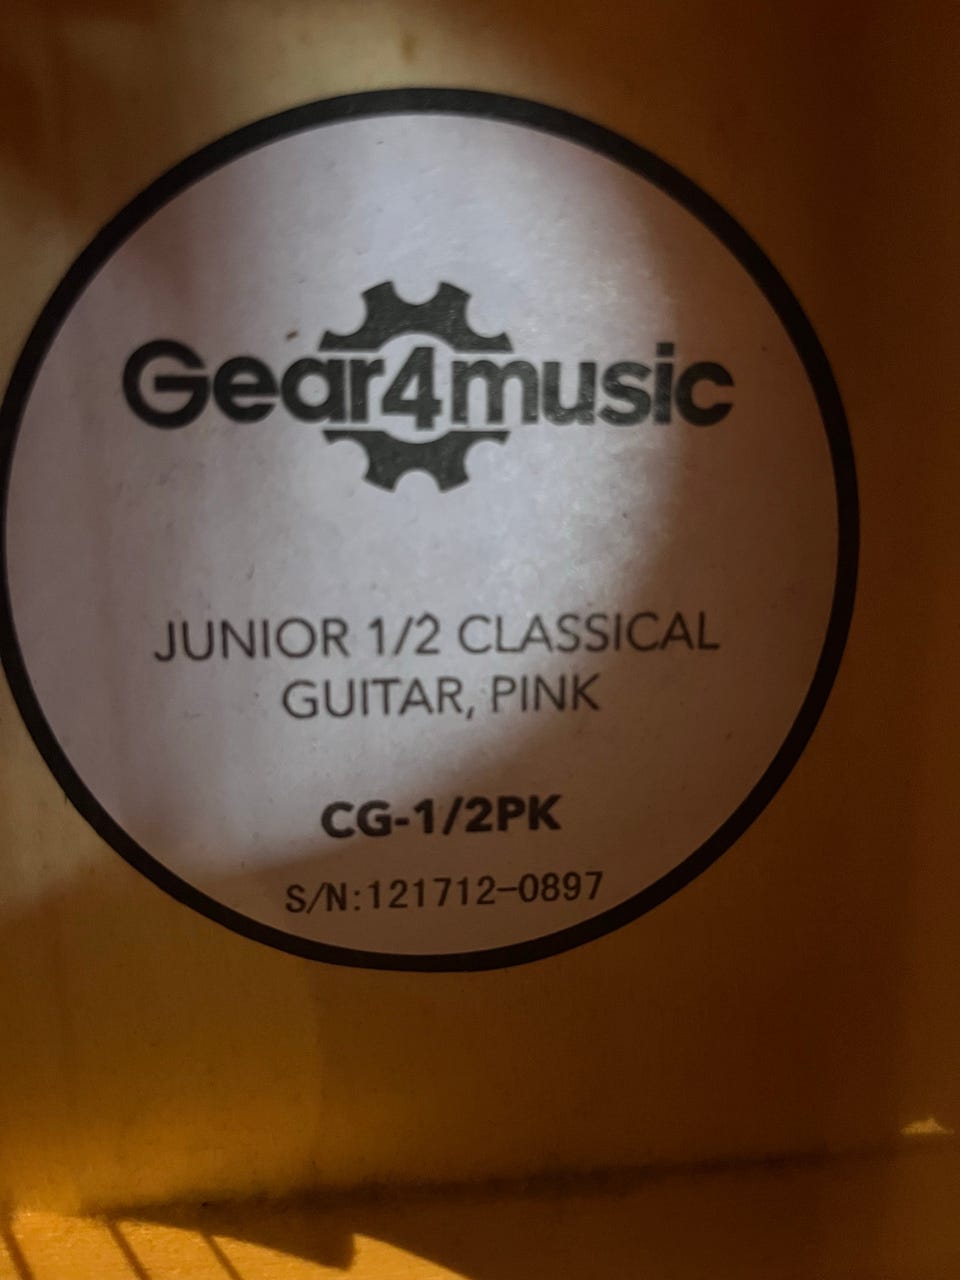 Gear4music
JUNIOR 1/2 CLASSICAL
GUITAR, PINK
CG-1/2PK
S/N:121712-0897